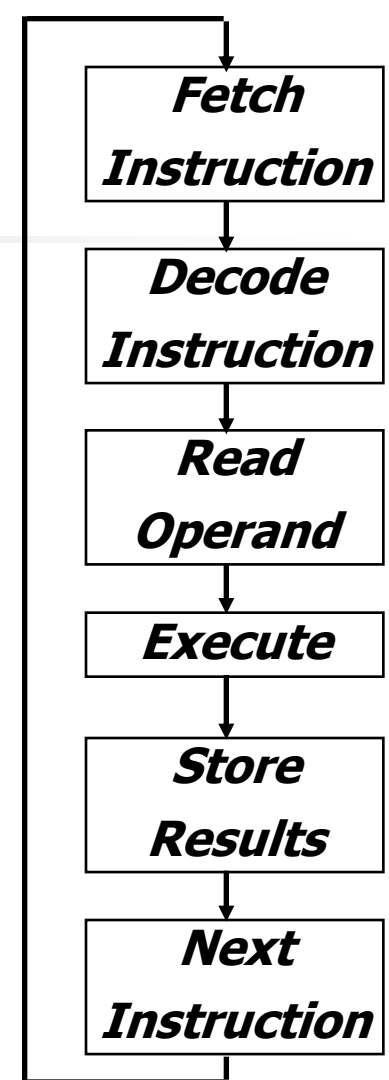 Fetch
Instruction
Decode
Instruction
Read
Operand
Execute
Store
Results
Next
Instruction